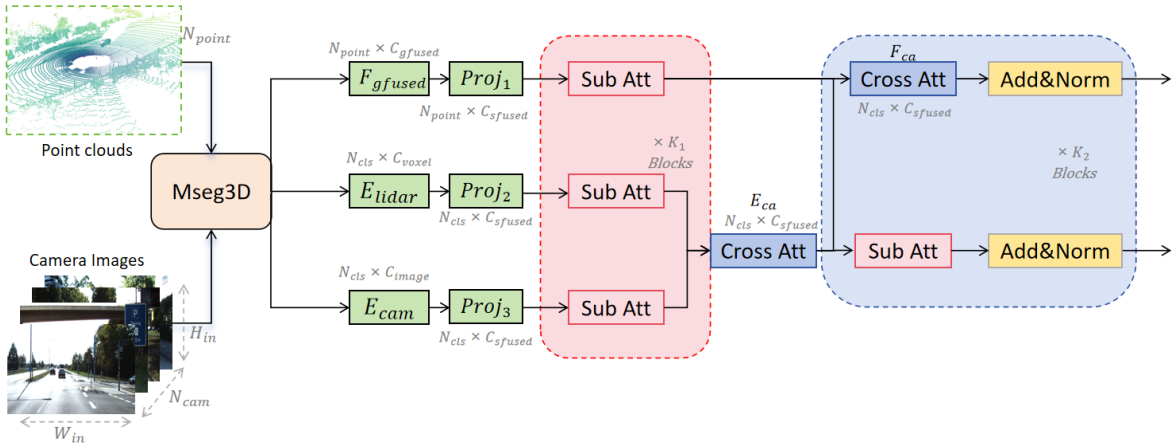 N_point
Point clouds
Mseg3D
Camera Images
P
H_in
N_cam
W_in
N_point × C_gfused
F_gfused
Proj_1
N_point × C_sfused
Sub Att
N_cls × C_voxel
E_lidar
Proj_2
N_cls × C_sfused
Sub Att
× K_1
Blocks
N_cls × C_image
E_cam
Proj_3
N_cls × C_sfused
Sub Att
E_ca
N_cls × C_sfused
Cross Att
F_ca
Cross Att
N_cls × C_sfused
Add&Norm
× K_2
Blocks
Sub Att
Add&Norm